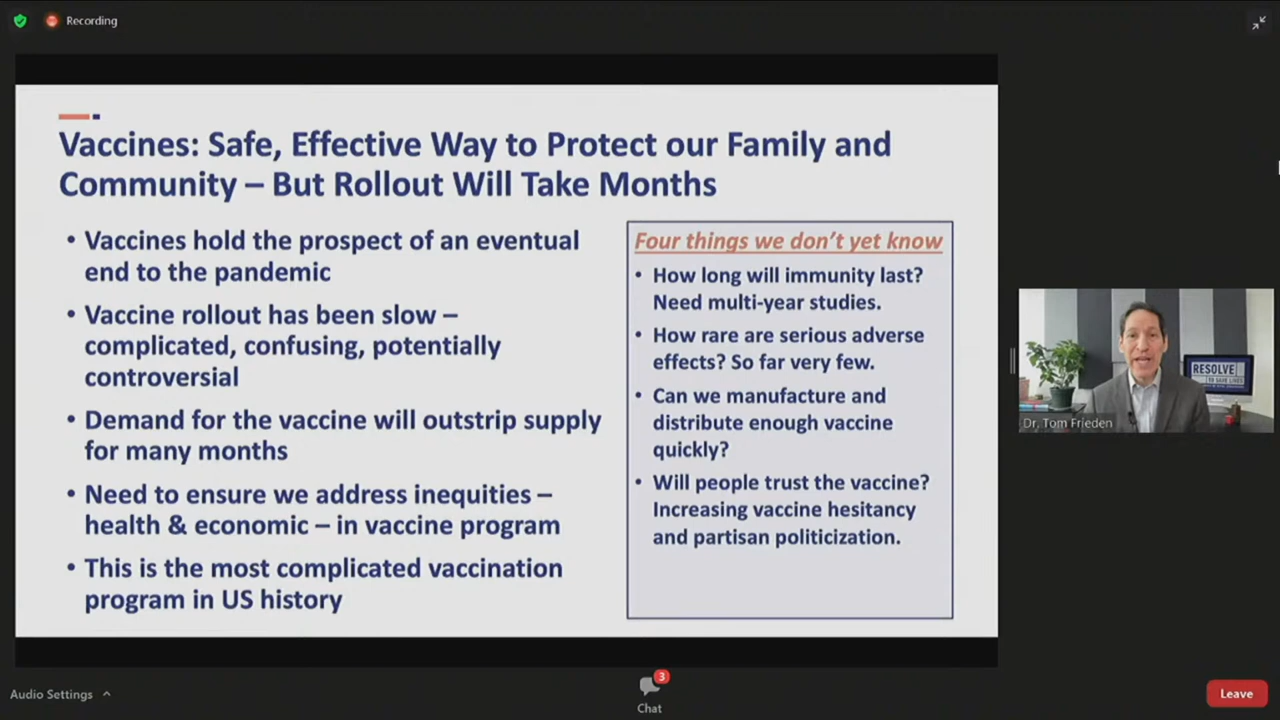 Recording
Vaccines: Safe, Effective Way to Protect our Family and
Community – But Rollout Will Take Months
• Vaccines hold the prospect of an eventual
end to the pandemic
• Vaccine rollout has been slow –
complicated, confusing, potentially
controversial
• Demand for the vaccine will outstrip supply
for many months
• Need to ensure we address inequities –
health & economic – in vaccine program
• This is the most complicated vaccination
program in US history
Four things we don’t yet know
• How long will immunity last?
Need multi-year studies.
• How rare are serious adverse
effects? So far very few.
• Can we manufacture and
distribute enough vaccine
quickly?
• Will people trust the vaccine?
Increasing vaccine hesitancy
and partisan politicization.
RESOLVE
TO SAVE LIVES
Dr. Tom Frieden
Audio Settings
3
Chat
Leave